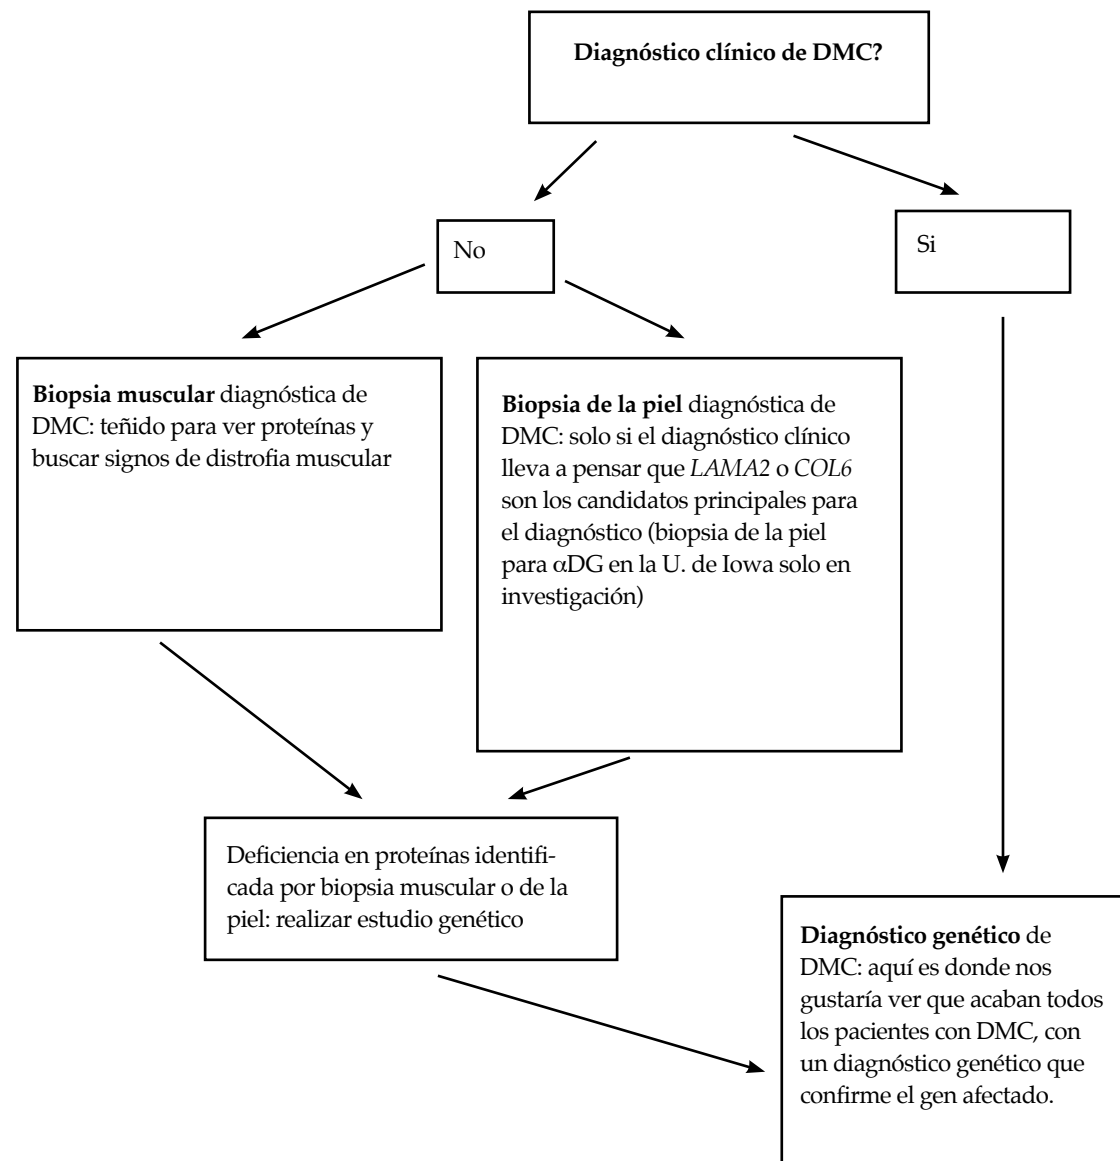 Diagnóstico clínico de DMC?
No
Si
Biopsia muscular diagnóstica de
DMC: teñido para ver proteínas y
buscar signos de distrofia muscular
Biopsia de la piel diagnóstica de
DMC: solo si el diagnóstico clínico
lleva a pensar que LAMA2 o COL6
son los candidatos principales para
el diagnóstico (biopsia de la piel
para αDG en la U. de Iowa solo en
investigación)
Deficiencia en proteínas identifi-
cada por biopsia muscular o de la
piel: realizar estudio genético
Diagnóstico genético de
DMC: aquí es donde nos
gustaría ver que acaban todos
los pacientes con DMC, con
un diagnóstico genético que
confirme el gen afectado.